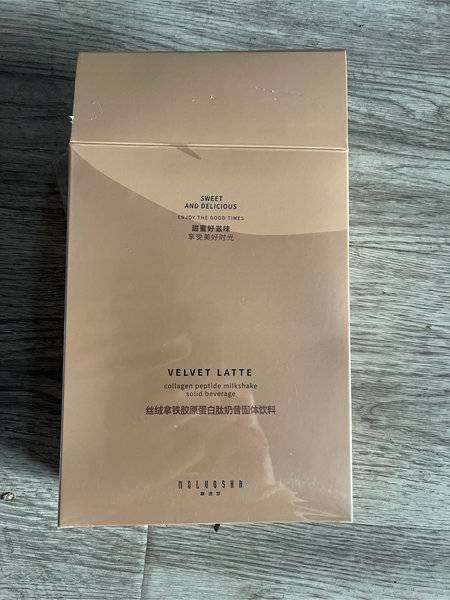 SWEET
AND DELICIOUS
ENJOY THE GOOD TIMES
甜蜜好滋味
享受美好时光
VELVET LATTE
collagen peptide milkshake
solid beverage
丝绒拿铁胶原蛋白肽奶昔固体饮料
MOLUOSHA